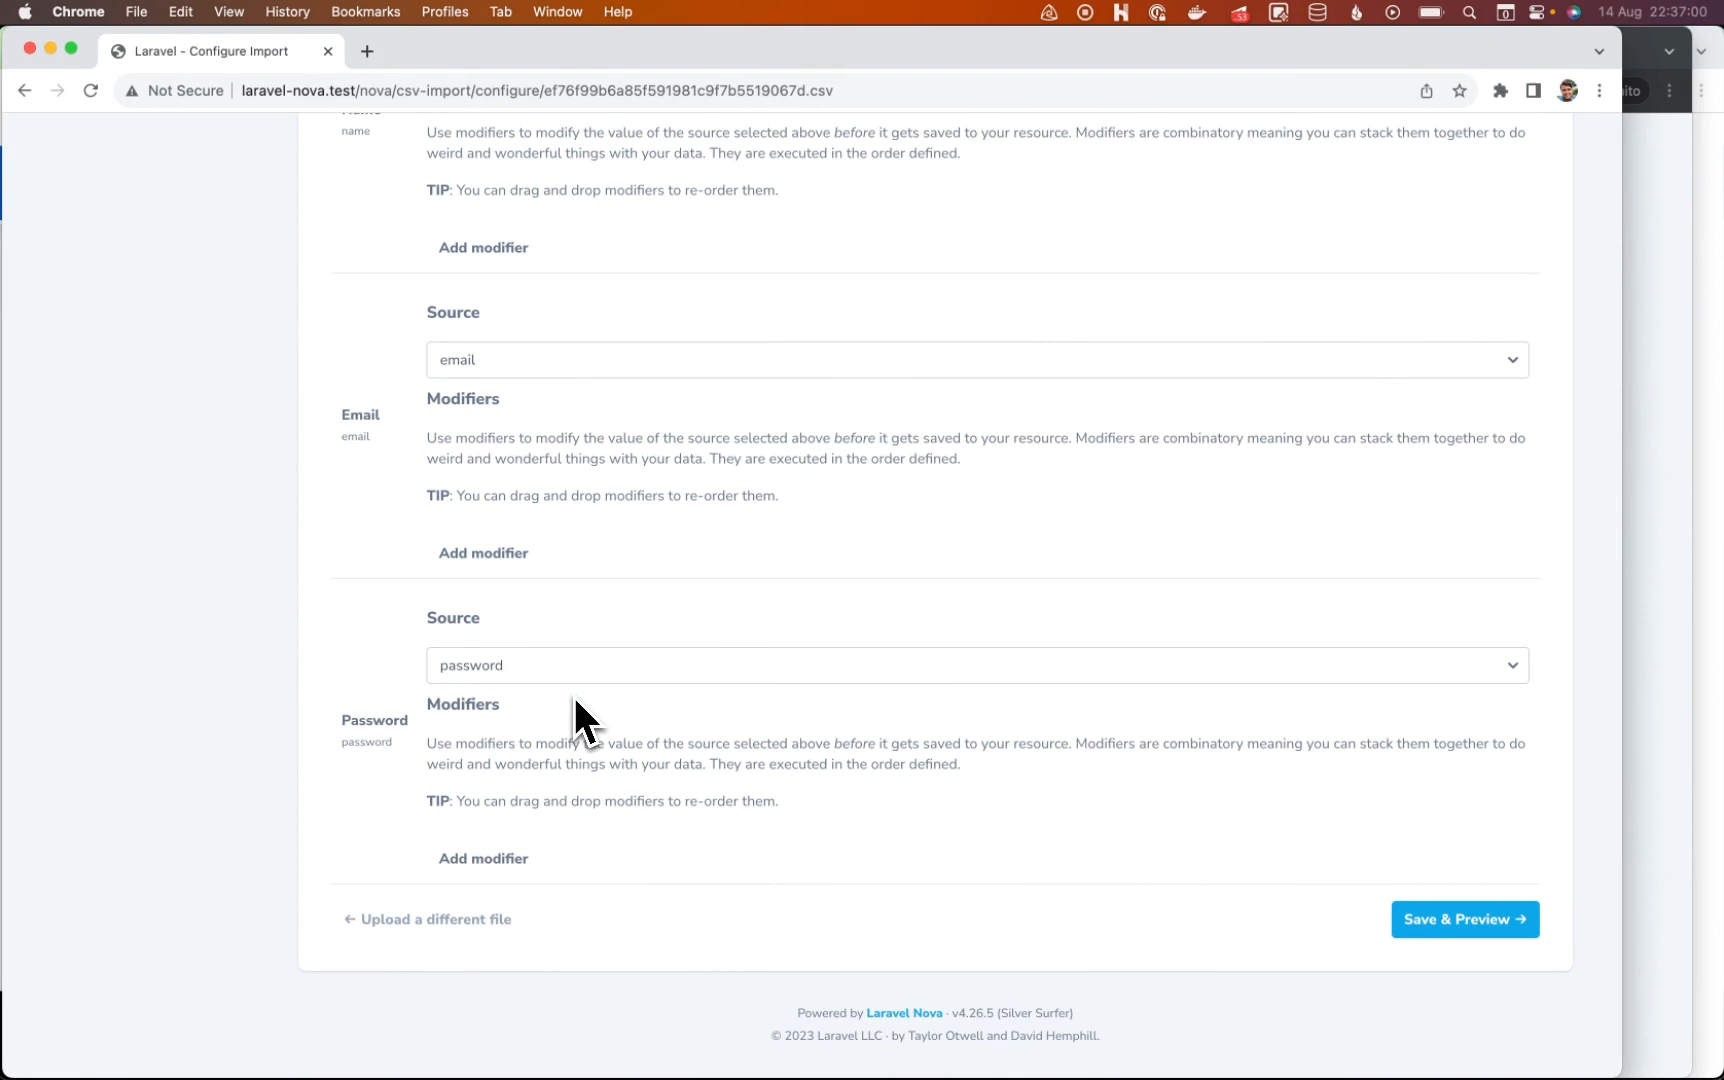 Chrome File Edit View History Bookmarks Profiles Tab Window Help 53 0 14 Aug 22:37:00
Laravel - Configure Import
Not Secure laravel-nova.test/nova/csv-import/configure/ef76f99b6a85f591981c9f7b5519067d.csv
name
Use modifiers to modify the value of the source selected above before it gets saved to your resource. Modifiers are combinatory meaning you can stack them together to do
weird and wonderful things with your data. They are executed in the order defined.
TIP: You can drag and drop modifiers to re-order them.
Add modifier
Source
email
Modifiers
Email
email
Use modifiers to modify the value of the source selected above before it gets saved to your resource. Modifiers are combinatory meaning you can stack them together to do
weird and wonderful things with your data. They are executed in the order defined.
TIP: You can drag and drop modifiers to re-order them.
Add modifier
Source
password
Modifiers
Password
password
Use modifiers to modify value of the source selected above before it gets saved to your resource. Modifiers are combinatory meaning you can stack them together to do
weird and wonderful things with your data. They are executed in the order defined.
TIP: You can drag and drop modifiers to re-order them.
Add modifier
← Upload a different file
Save & Preview →
Powered by Laravel Nova · v4.26.5 (Silver Surfer)
© 2023 Laravel LLC · by Taylor Otwell and David Hemphill.